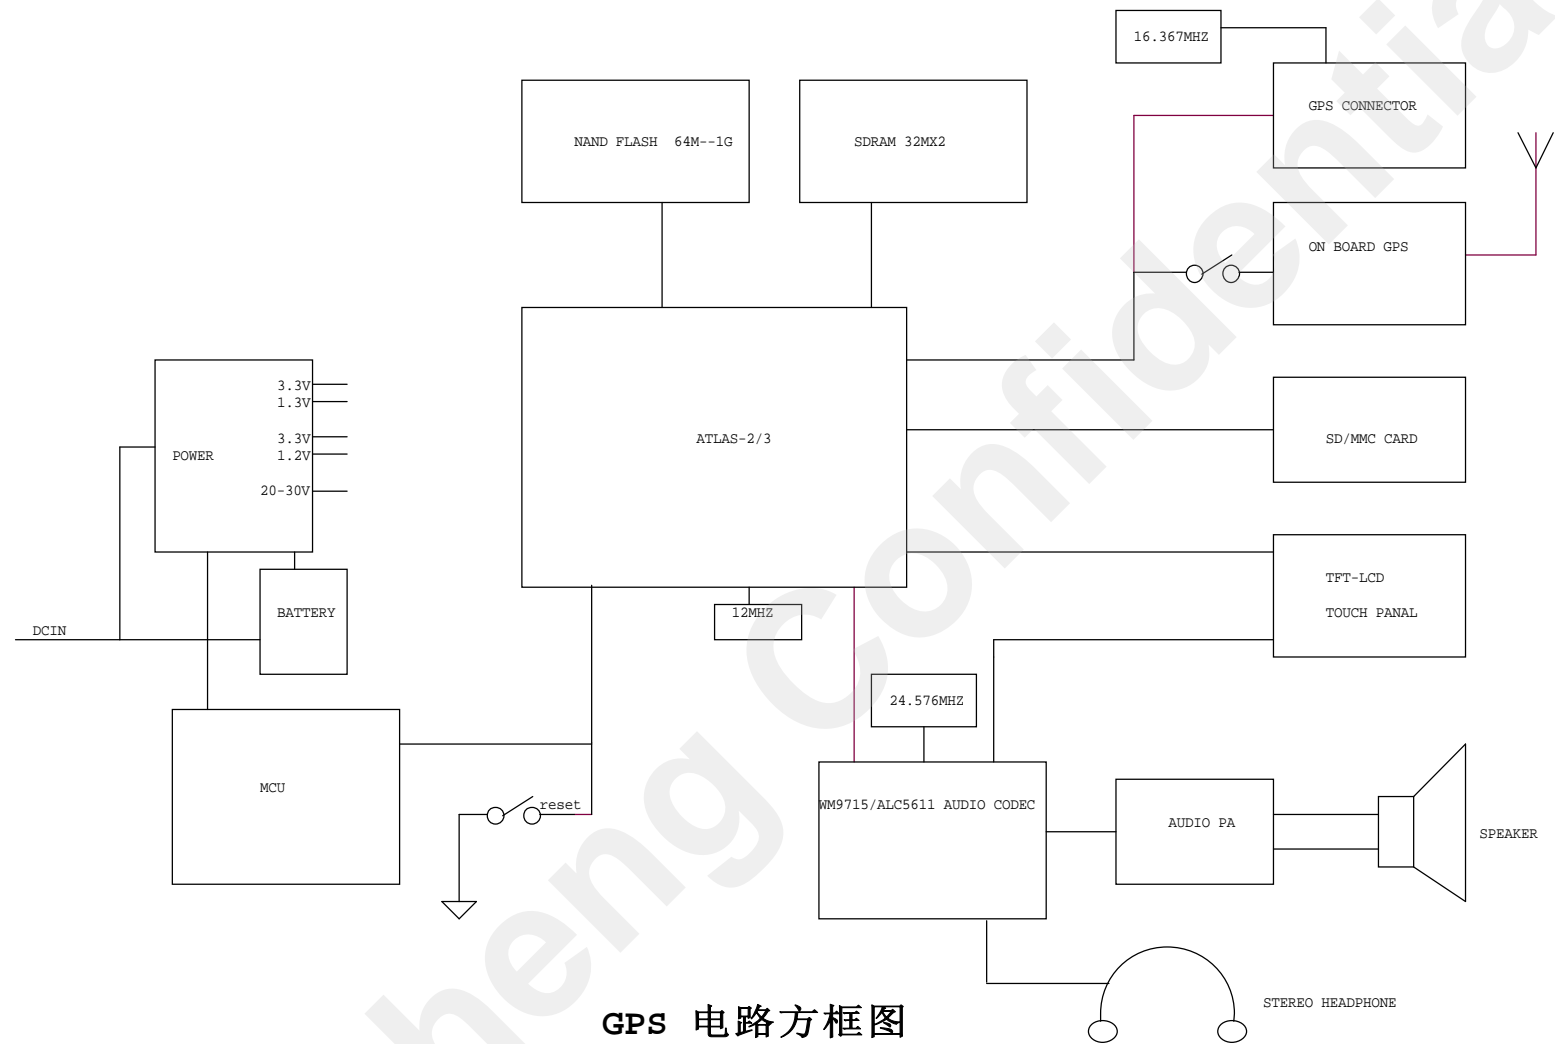 16.367MHZ
GPS CONNECTOR
NAND FLASH  64M--1G
SDRAM 32MX2
ON BOARD GPS
3.3V
1.3V
3.3V
1.2V
20-30V
POWER
ATLAS-2/3
SD/MMC CARD
TFT-LCD
TOUCH PANAL
BATTERY
12MHZ
DCIN
24.576MHZ
MCU
reset
WM9715/ALC5611 AUDIO CODEC
AUDIO PA
SPEAKER
STEREO HEADPHONE
GPS 电路方框图
heng Confidentia